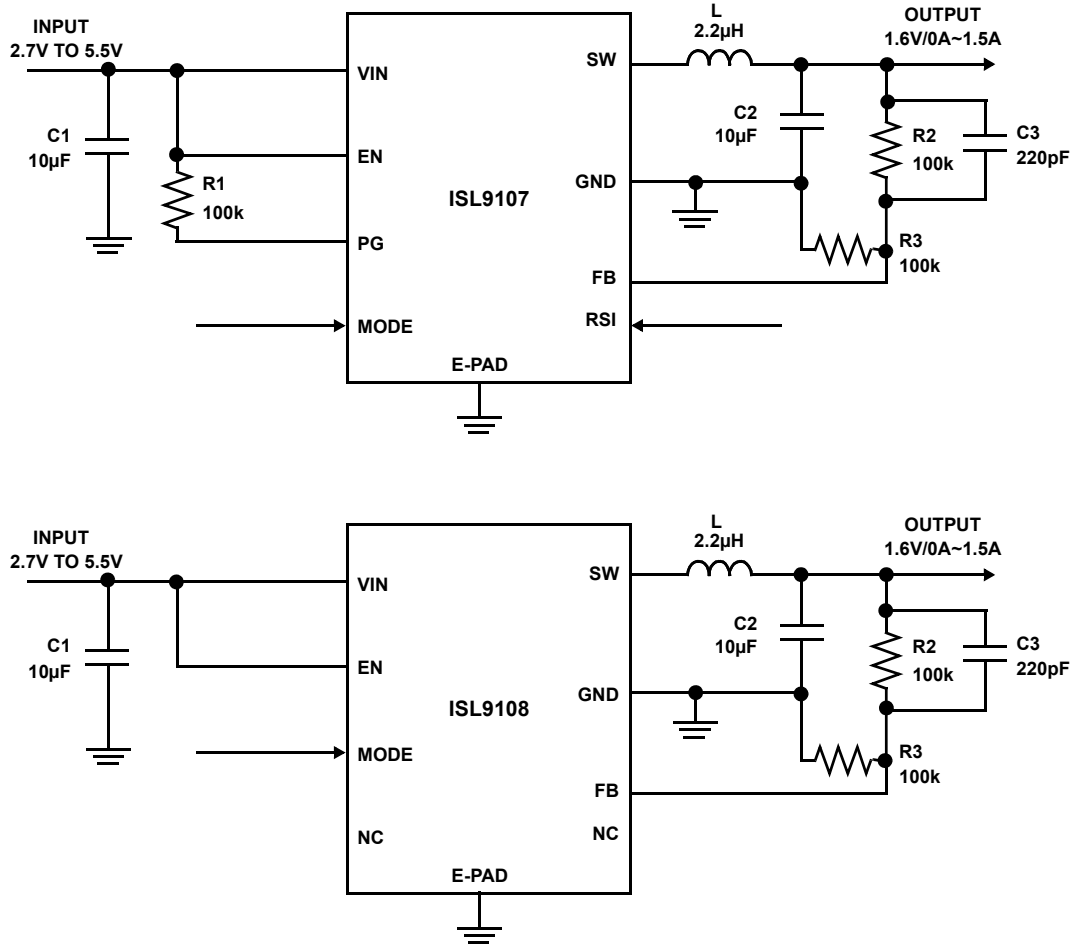 INPUT
2.7V TO 5.5V
C1
10µF
R1
100k
VIN
EN
PG
MODE
ISL9107
E-PAD
SW
GND
FB
RSI
L
2.2µH
C2
10µF
OUTPUT
1.6V/0A~1.5A
R2
100k
C3
220pF
R3
100k
INPUT
2.7V TO 5.5V
C1
10µF
VIN
EN
MODE
NC
ISL9108
E-PAD
SW
GND
FB
NC
L
2.2µH
C2
10µF
OUTPUT
1.6V/0A~1.5A
R2
100k
C3
220pF
R3
100k